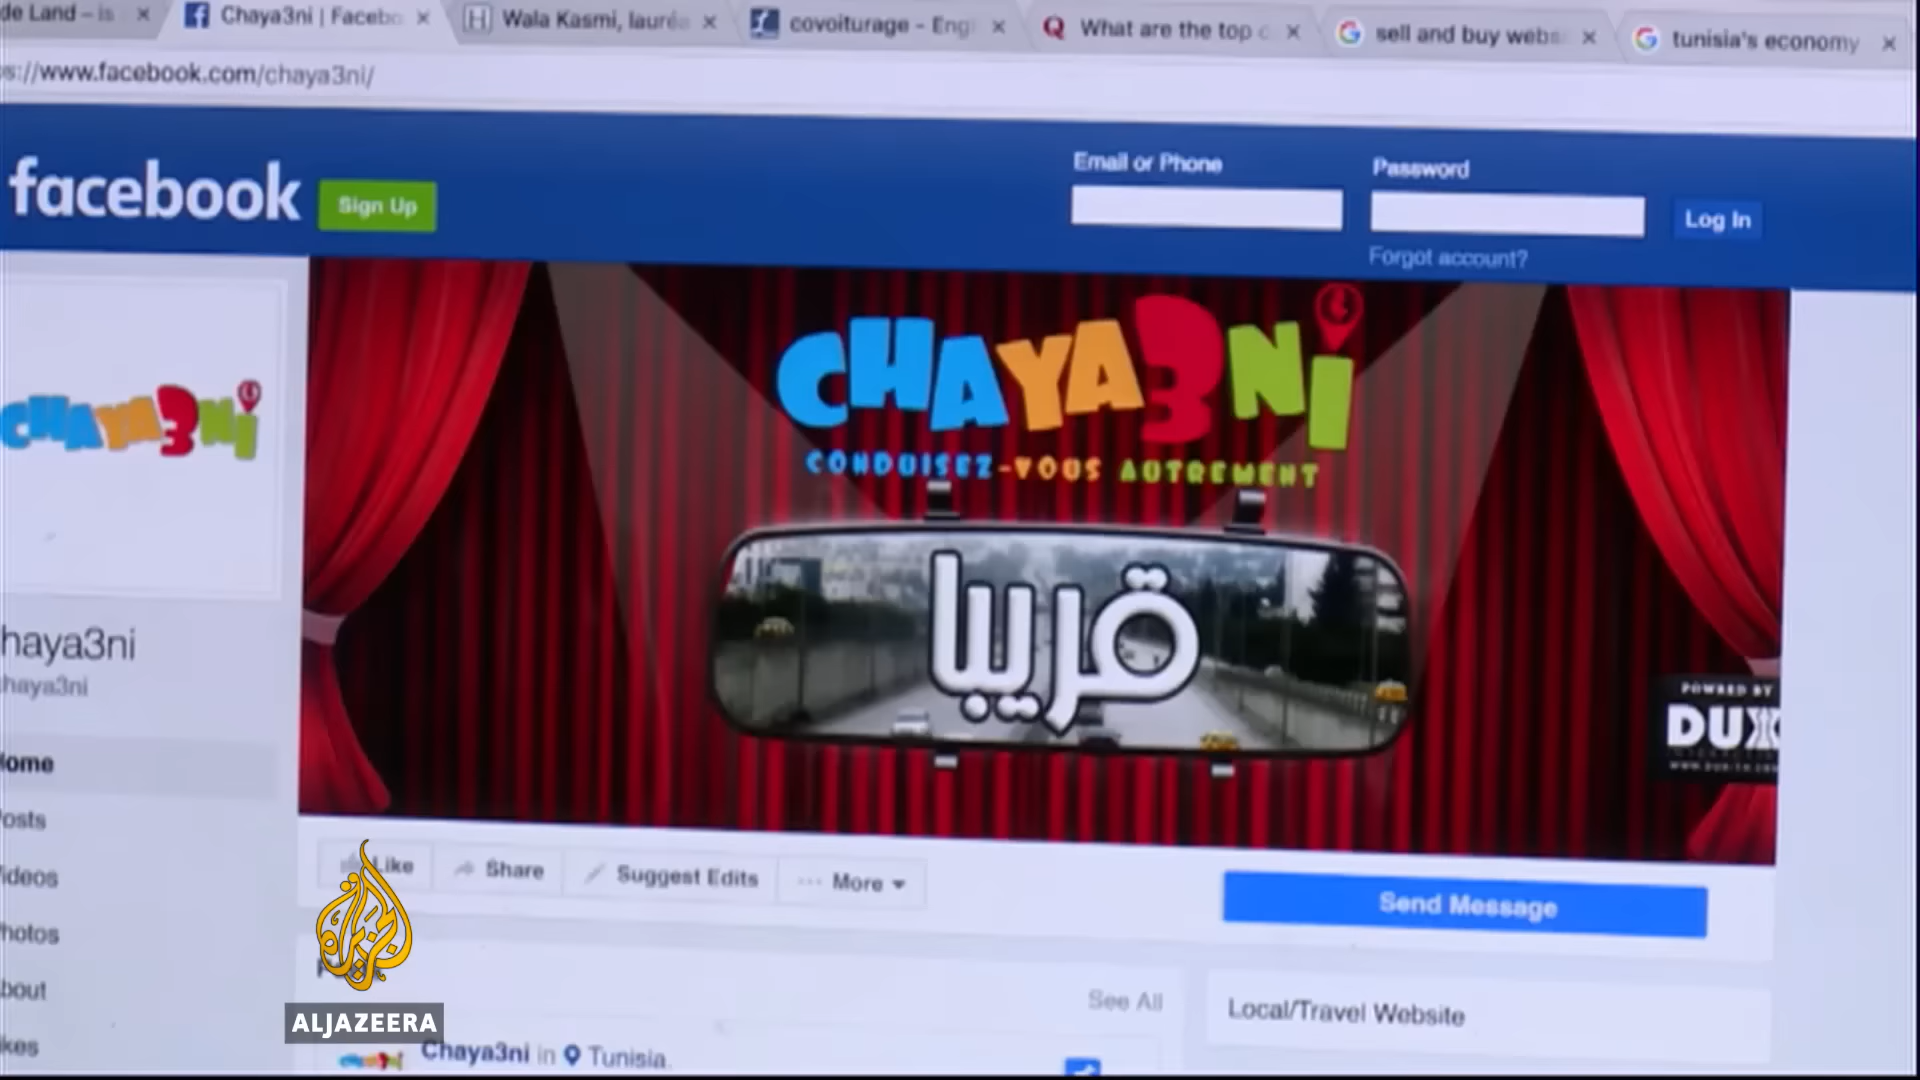 de Land – is
Chaya3ni | Facebo
Wala Kasmi, lauréa
covoiturage - Eng
What are the top
sell and buy webs
tunisia's economy
s://www.facebook.com/chaya3ni/
facebook
Sign Up
Email or Phone
Password
Log In
Forgot account?
CHAYA3NI
CHAYA3NI
CONDUISEZ-VOUS AUTREMENT
قريبا
POWERED BY
DUX
haya3ni
haya3ni
ome
osts
ideos
hotos
bout
kes
Like
Share
Suggest Edits
More
Send Message
See All
Local/Travel Website
Chaya3ni in Tunisia
الجزيرة
ALJAZEERA